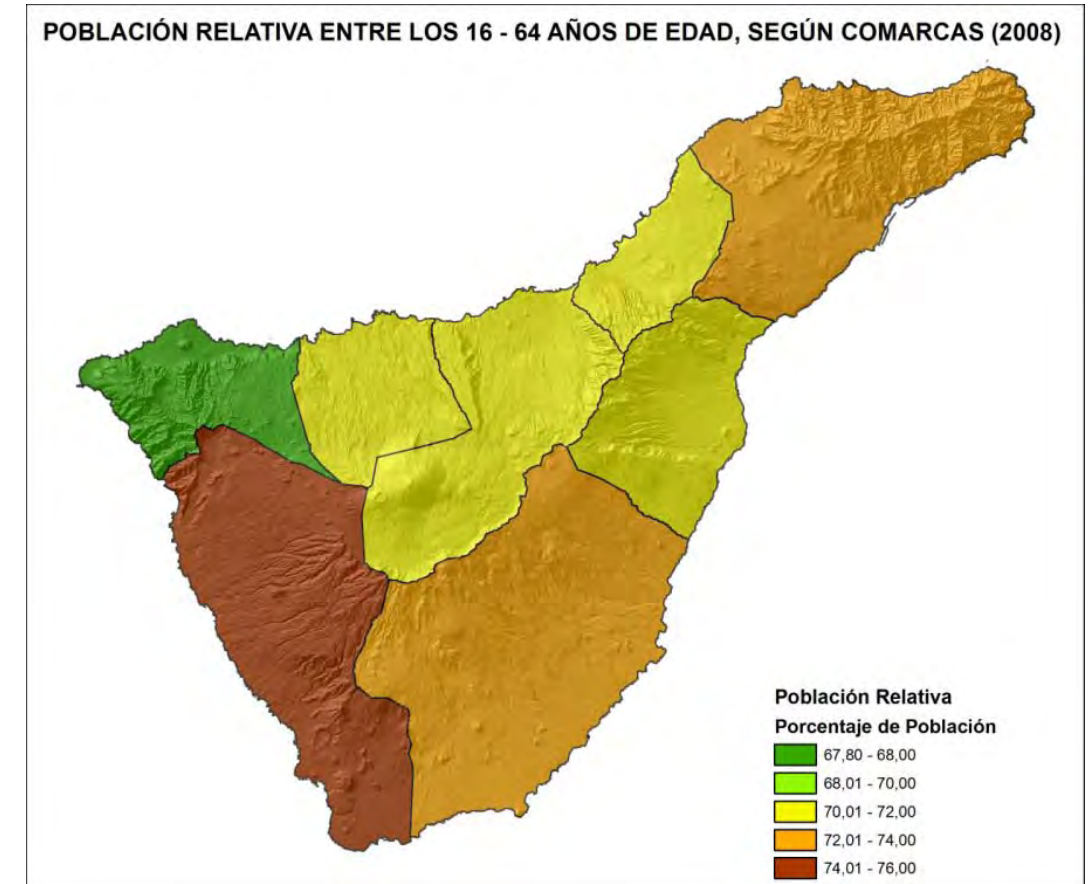 POBLACIÓN RELATIVA ENTRE LOS 16 - 64 AÑOS DE EDAD, SEGÚN COMARCAS (2008)
Población Relativa
Porcentaje de Población
67,80 - 68,00
68,01 - 70,00
70,01 - 72,00
72,01 - 74,00
74,01 - 76,00